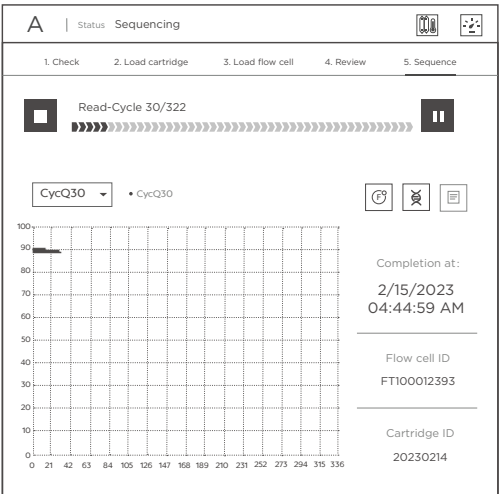 A | Status Sequencing
1. Check 2. Load cartridge 3. Load flow cell 4. Review 5. Sequence
Read-Cycle 30/322
CycQ30 • CycQ30
F
100
90
80
70
60
50
40
30
20
10
0
0 21 42 63 84 105 126 147 168 189 210 231 252 273 294 315 336
Completion at:
2/15/2023
04:44:59 AM
Flow cell ID
FT100012393
Cartridge ID
20230214